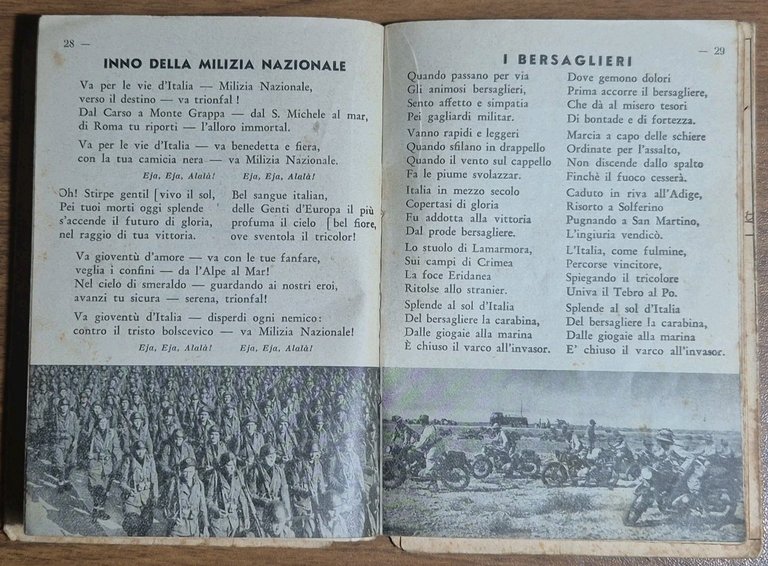 28 —
INNO DELLA MILIZIA NAZIONALE
Va per le vie d'Italia — Milizia Nazionale,
verso il destino — va trionfal !
Dal Carso a Monte Grappa — dal S. Michele al mar,
di Roma tu riporti — l'alloro immortal.
Va per le vie d'Italia — va benedetta e fiera,
con la tua camicia nera — va Milizia Nazionale.
Eja, Eja, Alalà! Eja, Eja, Alalà!
Oh! Stirpe gentil [vivo il sol,
Pei tuoi morti oggi splende
s'accende il futuro di gloria,
nel raggio di tua vittoria.
Bel sangue italian,
delle Genti d'Europa il più
profuma il cielo [bel fiore,
ove sventola il tricolor!
Va gioventù d'amore — va con le tue fanfare,
veglia i confini — da l'Alpe al Mar!
Nel cielo di smeraldo — guardando ai nostri eroi,
avanzi tu sicura — serena, trionfal!
Va gioventù d'Italia — disperdi ogni nemico:
contro il tristo bolscevico — va Milizia Nazionale!
Eja, Eja, Alalà! Eja, Eja, Alalà!
— 29
I BERSAGLIERI
Quando passano per via
Gli animosi bersaglieri,
Sento affetto e simpatia
Pei gagliardi militar.
Vanno rapidi e leggeri
Quando sfilano in drappello
Quando il vento sul cappello
Fa le piume svolazzar.
Italia in mezzo secolo
Copertasi di gloria
Fu addotta alla vittoria
Dal prode bersagliere.
Lo stuolo di Lamarmora,
Sui campi di Crimea
La foce Eridanea
Ritolse allo stranier.
Splende al sol d'Italia
Del bersagliere la carabina,
Dalle giogaie alla marina
È chiuso il varco all'invasor.
Dove gemono dolori
Prima accorre il bersagliere,
Che dà al misero tesori
Di bontade e di fortezza.
Marcia a capo delle schiere
Ordinate per l'assalto,
Non discende dallo spalto
Finchè il fuoco cesserà.
Caduto in riva all'Adige,
Risorto a Solferino
Pugnando a San Martino,
L'ingiuria vendicò.
L'Italia, come fulmine,
Percorse vincitore,
Spiegando il tricolore
Univa il Tebro al Po.
Splende al sol d'Italia
Del bersagliere la carabina,
Dalle giogaie alla marina
E' chiuso il varco all'invasor.